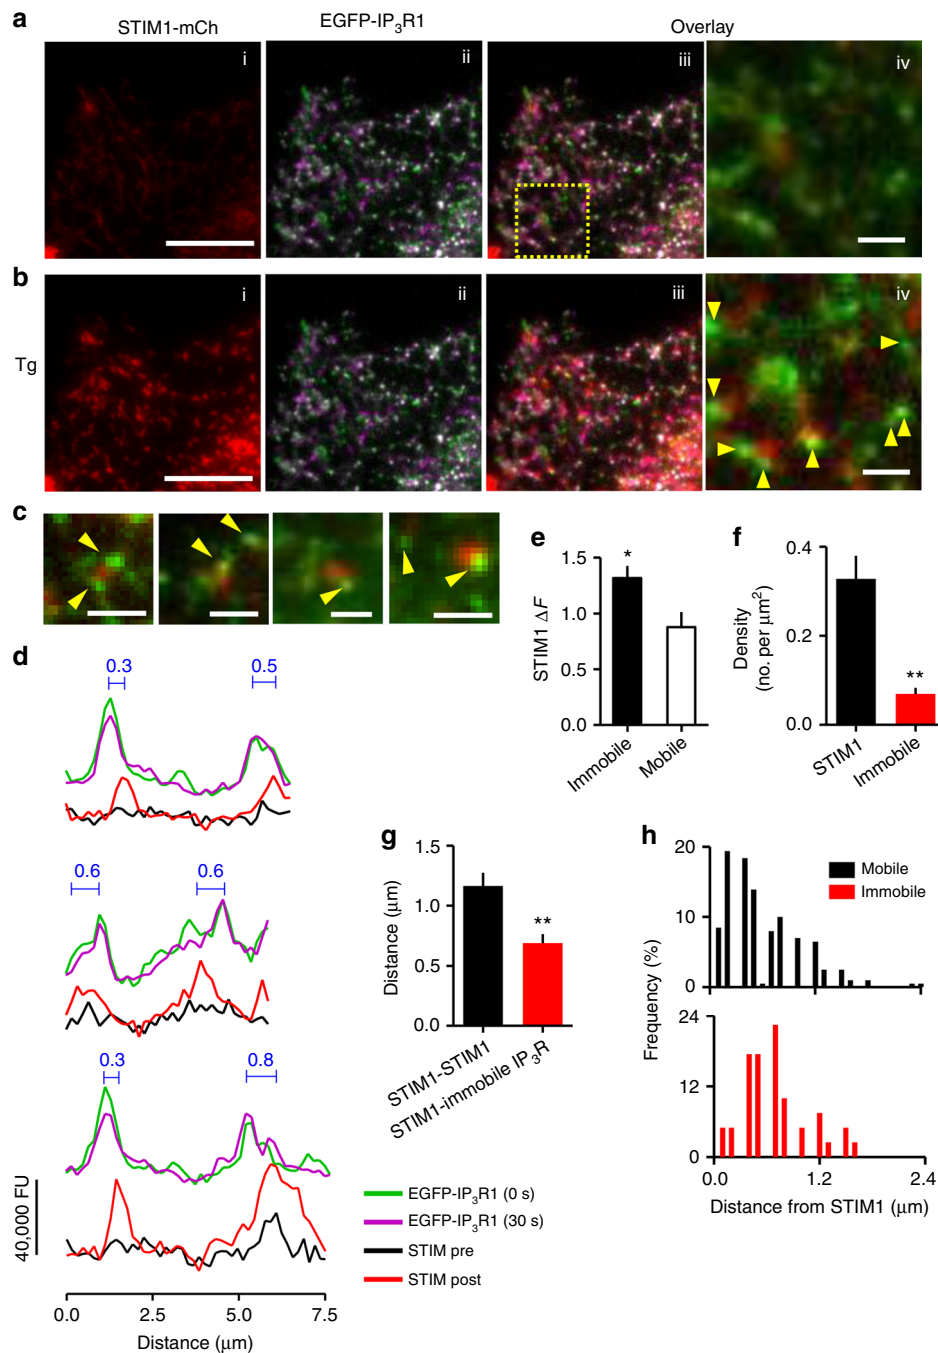 a
STIM1-mCh
EGFP-IP3R1
Overlay
i
ii
iii
iv
b
Tg
i
ii
iii
iv
c
d
0.3
0.5
0.6
0.6
0.3
0.8
40,000 FU
0.0
2.5
5.0
7.5
Distance (μm)
EGFP-IP3R1 (0 s)
EGFP-IP3R1 (30 s)
STIM pre
STIM post
e
STIM1 ΔF
1.5
1.0
0.5
0.0
*
Immobile
Mobile
f
Density
(no. per μm²)
0.4
0.2
0.0
**
STIM1
Immobile
g
Distance (μm)
1.5
1.0
0.5
0.0
**
STIM1-STIM1
STIM1-immobile IP3R
h
Frequency (%)
20
10
0
Mobile
Immobile
24
12
0
0.0
1.2
2.4
Distance from STIM1 (μm)